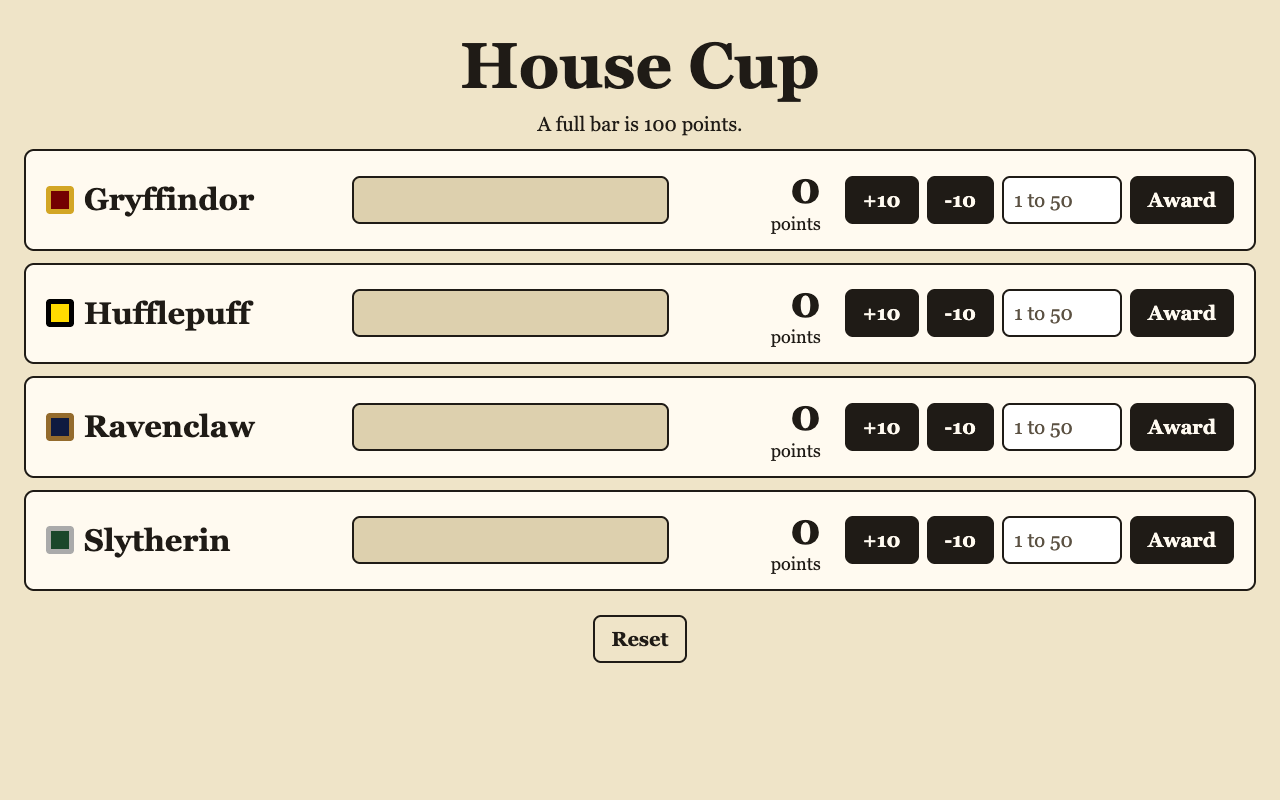 House Cup
A full bar is 100 points.
Gryffindor 0 points +10 -10 1 to 50 Award
Hufflepuff 0 points +10 -10 1 to 50 Award
Ravenclaw 0 points +10 -10 1 to 50 Award
Slytherin 0 points +10 -10 1 to 50 Award
Reset